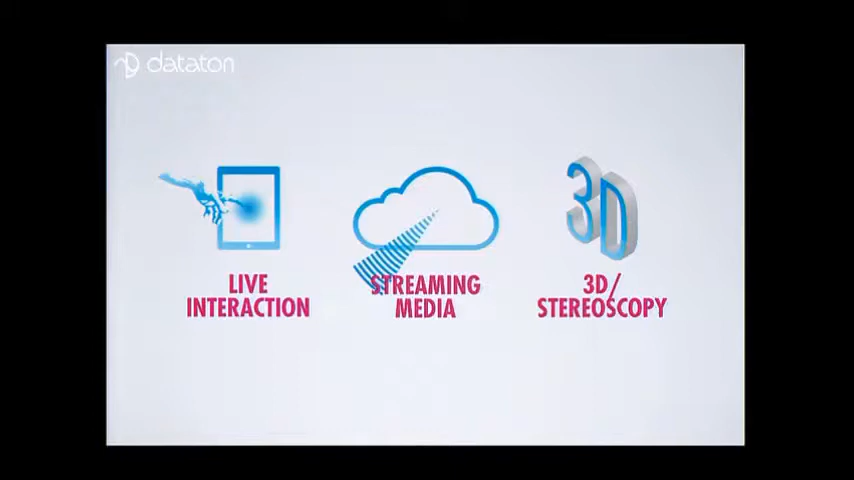 dataton
3D
LIVE
INTERACTION
STREAMING
MEDIA
3D/
STEREOSCOPY